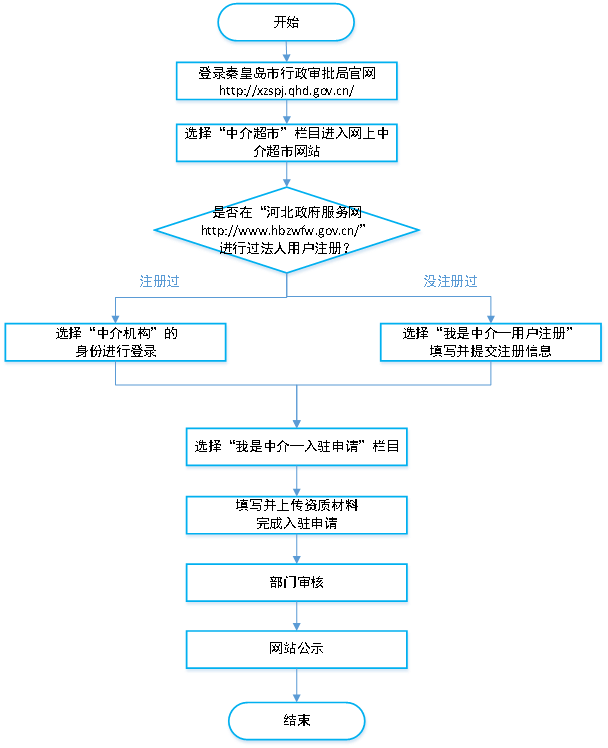 开始
登录秦皇岛市行政审批局官网
http://xzspj.qhd.gov.cn/
选择“中介超市”栏目进入网上中
介超市网站
是否在“河北政府服务网
http://www.hbzwfw.gov.cn/”
进行过法人用户注册？
注册过
没注册过
选择“中介机构”的
身份进行登录
选择“我是中介—用户注册”
填写并提交注册信息
选择“我是中介—入驻申请”栏目
填写并上传资质材料
完成入驻申请
部门审核
网站公示
结束